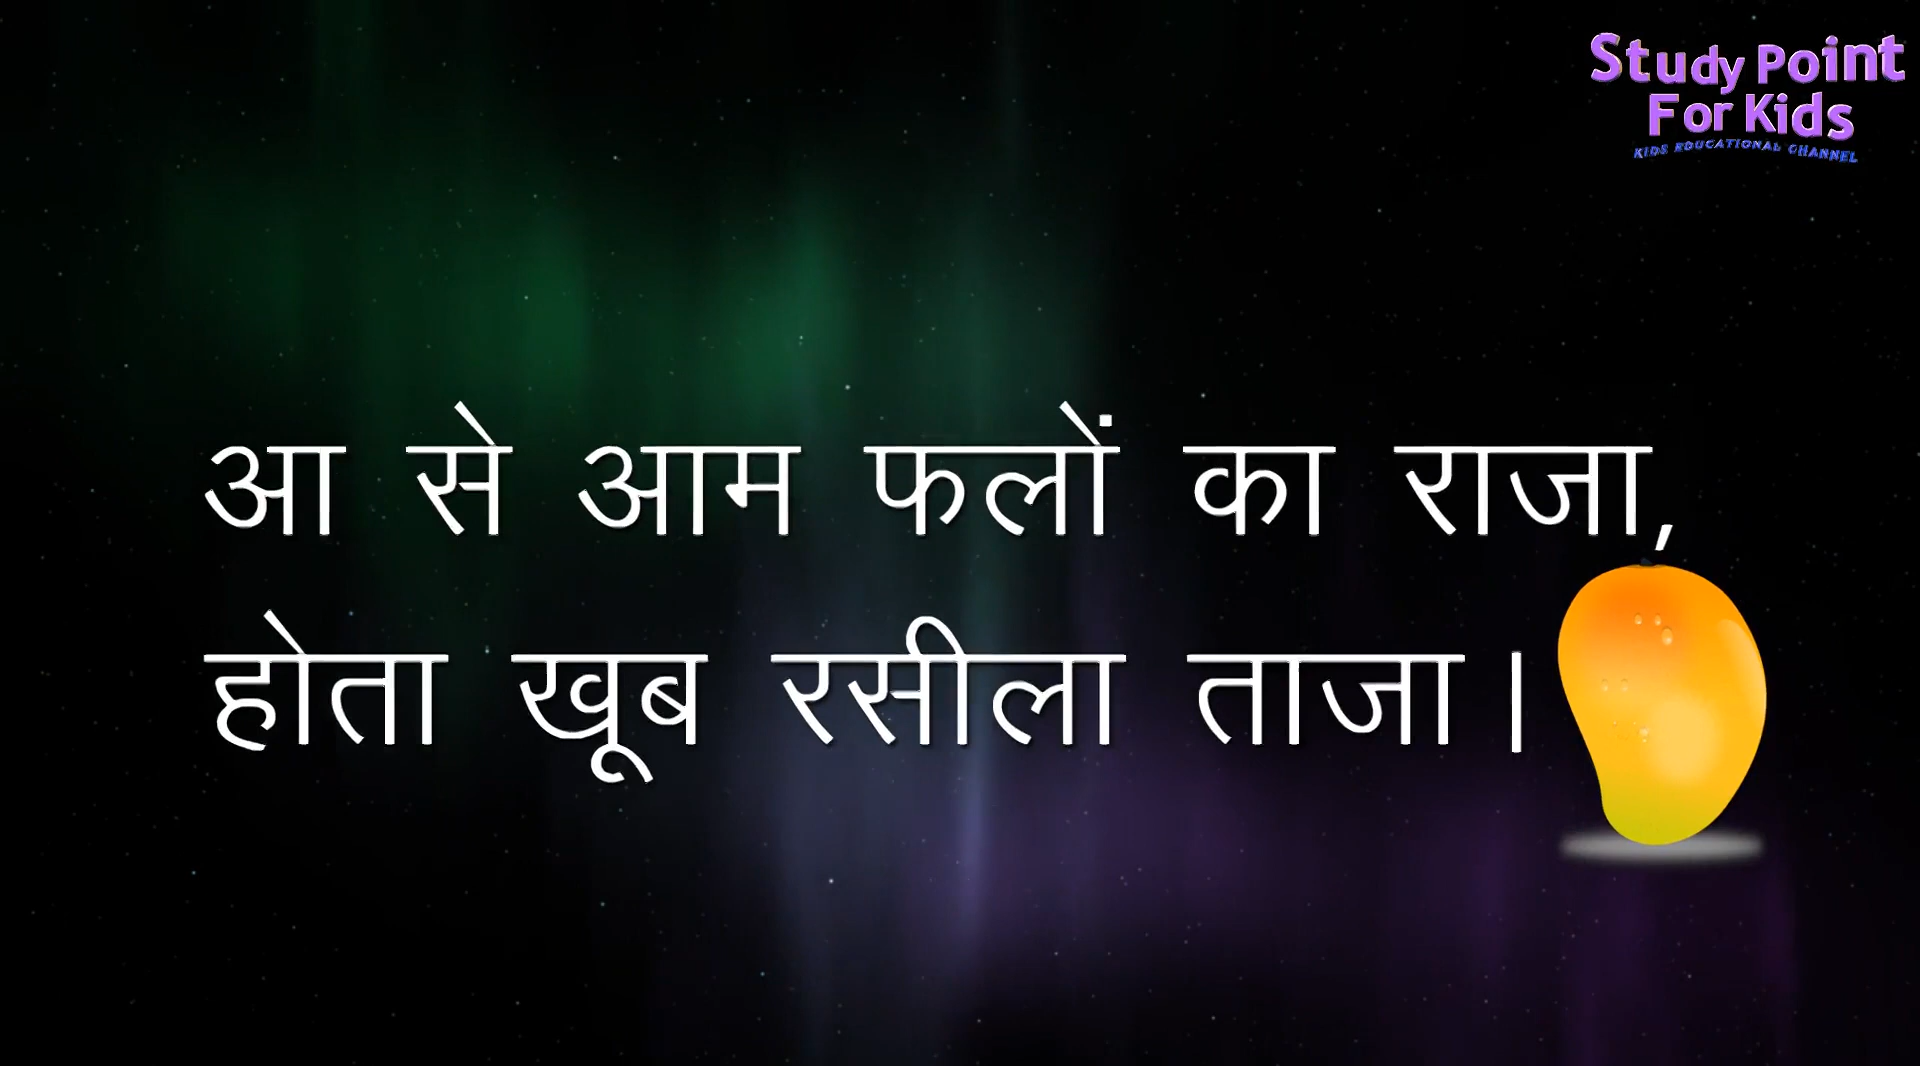 Study Point
For Kids
KIDS EDUCATIONAL CHANNEL
आ से आम फलों का राजा,
होता खूब रसीला ताजा।